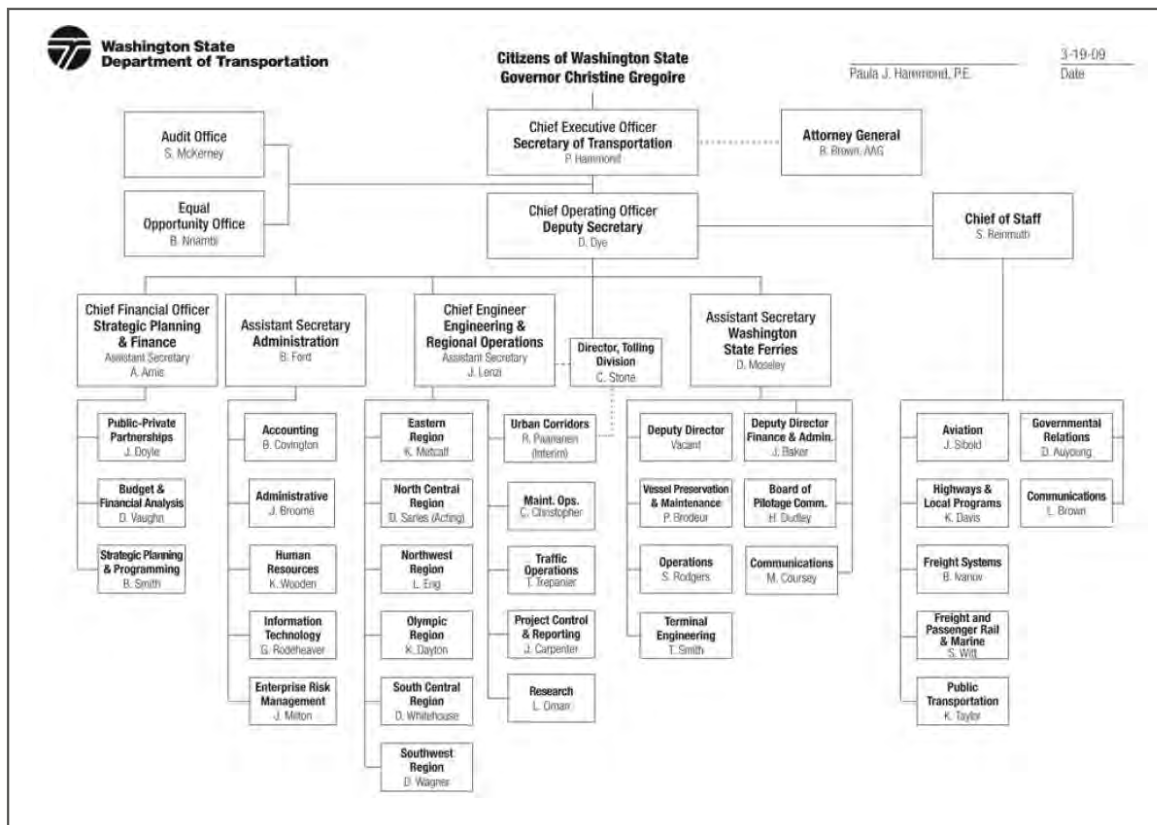 Washington State
Department of Transportation
Citizens of Washington State
Governor Christine Gregoire
Paula J. Hammond, P.E.
3-19-09
Date
Audit Office
S. McKerney
Chief Executive Officer
Secretary of Transportation
P. Hammond
Attorney General
B. Brown, AAG
Equal
Opportunity Office
B. Nnambi
Chief Operating Officer
Deputy Secretary
D. Dye
Chief of Staff
S. Reinmuth
Chief Financial Officer
Strategic Planning
& Finance
Assistant Secretary
A. Arnis
Assistant Secretary
Administration
B. Ford
Chief Engineer
Engineering &
Regional Operations
Assistant Secretary
J. Lenzi
Director, Tolling
Division
C. Stone
Assistant Secretary
Washington
State Ferries
D. Moseley
Public-Private
Partnerships
J. Doyle
Budget &
Financial Analysis
D. Vaughn
Strategic Planning
& Programming
B. Smith
Accounting
B. Covington
Administrative
J. Broome
Human
Resources
K. Wooden
Information
Technology
G. Rodeheaver
Enterprise Risk
Management
J. Milton
Eastern
Region
K. Metcalf
North Central
Region
D. Saries (Acting)
Northwest
Region
L. Eng
Olympic
Region
K. Dayton
South Central
Region
D. Whitehouse
Southwest
Region
D. Wagner
Urban Corridors
R. Paananen
(Interim)
Maint. Ops.
C. Christopher
Traffic
Operations
T. Trepanier
Project Control
& Reporting
J. Carpenter
Research
L. Oman
Deputy Director
Vacant
Vessel Preservation
& Maintenance
P. Brodeur
Operations
S. Rodgers
Terminal
Engineering
T. Smith
Deputy Director
Finance & Admin.
J. Baker
Board of
Pilotage Comm.
H. Dudley
Communications
M. Coursey
Aviation
J. Sibold
Highways &
Local Programs
K. Davis
Freight Systems
B. Ivanov
Freight and
Passenger Rail
& Marine
S. Witt
Public
Transportation
K. Taylor
Governmental
Relations
D. Auyoung
Communications
L. Brown